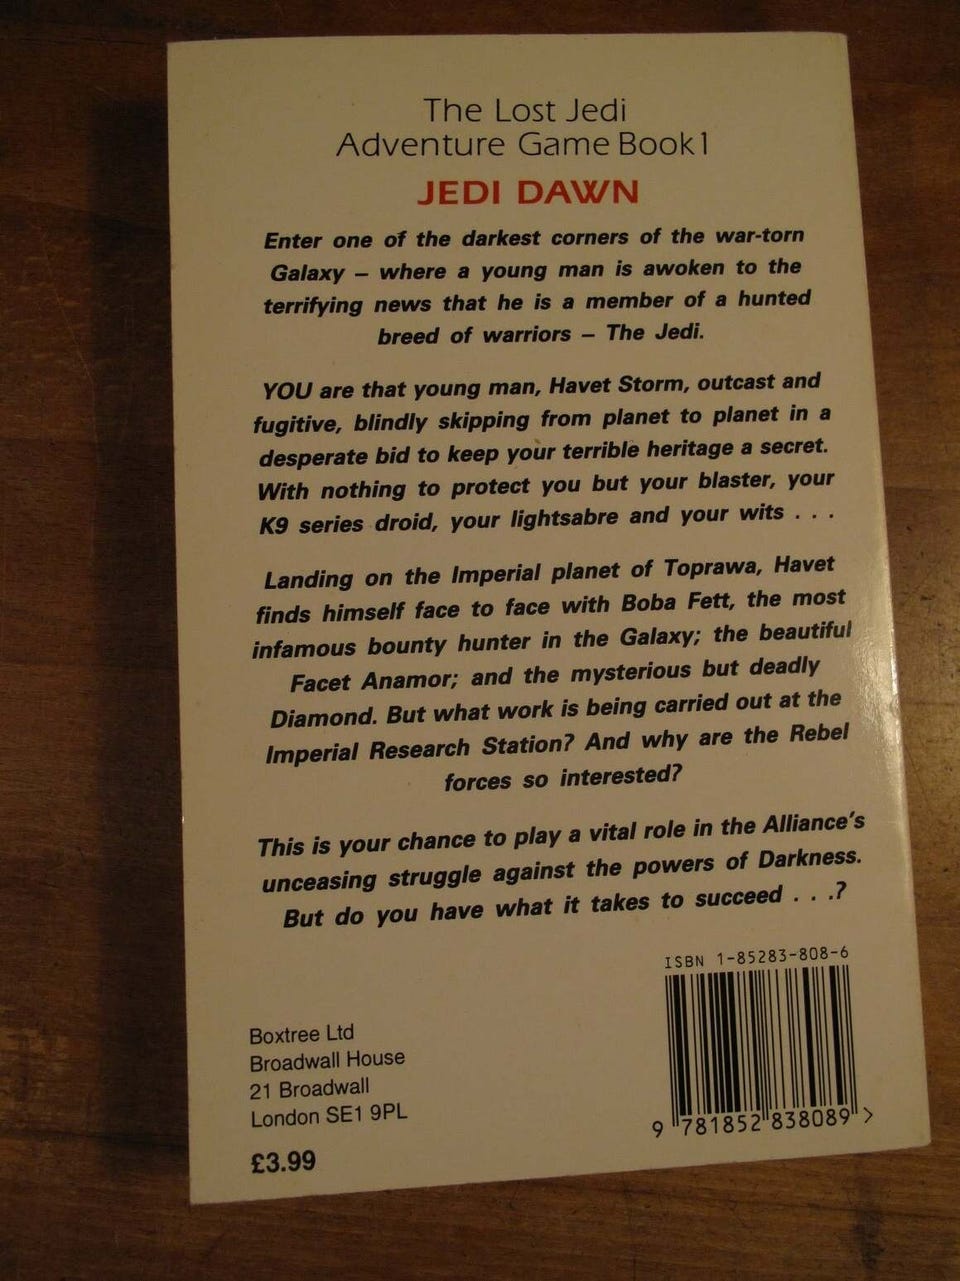 The Lost Jedi
Adventure Game Book 1
JEDI DAWN
Enter one of the darkest corners of the war-torn
Galaxy – where a young man is awoken to the
terrifying news that he is a member of a hunted
breed of warriors – The Jedi.
YOU are that young man, Havet Storm, outcast and
fugitive, blindly skipping from planet to planet in a
desperate bid to keep your terrible heritage a secret.
With nothing to protect you but your blaster, your
K9 series droid, your lightsabre and your wits . . .
Landing on the Imperial planet of Toprawa, Havet
finds himself face to face with Boba Fett, the most
infamous bounty hunter in the Galaxy; the beautiful
Facet Anamor; and the mysterious but deadly
Diamond. But what work is being carried out at the
Imperial Research Station? And why are the Rebel
forces so interested?
This is your chance to play a vital role in the Alliance's
unceasing struggle against the powers of Darkness.
But do you have what it takes to succeed . . .?
ISBN 1-85283-808-6
Boxtree Ltd
Broadwall House
21 Broadwall
London SE1 9PL
9 781852 838089 >
£3.99